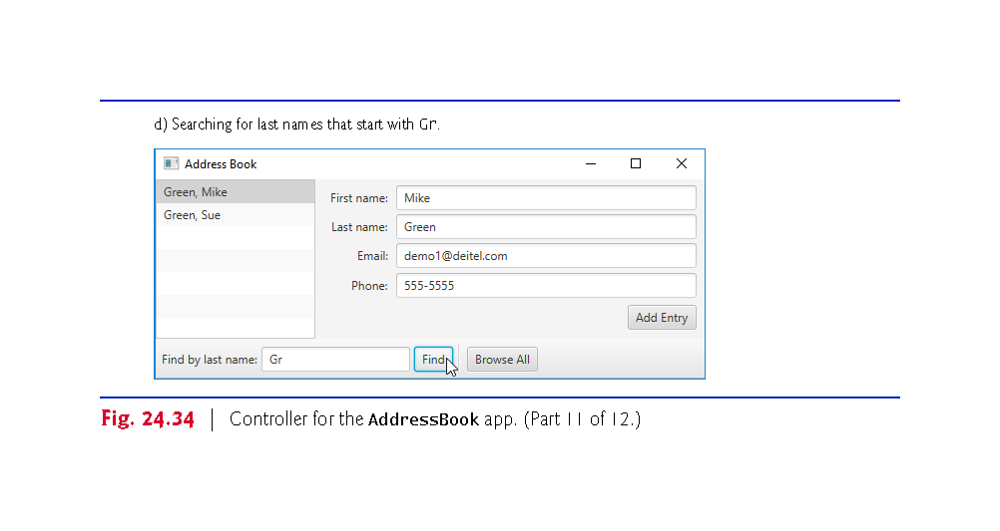 d) Searching for last names that start with Gr.
Address Book
Green, Mike
Green, Sue
First name: Mike
Last name: Green
Email: demo1@deitel.com
Phone: 555-5555
Add Entry
Find by last name: Gr Find Browse All
Fig. 24.34 | Controller for the AddressBook app. (Part 11 of 12.)